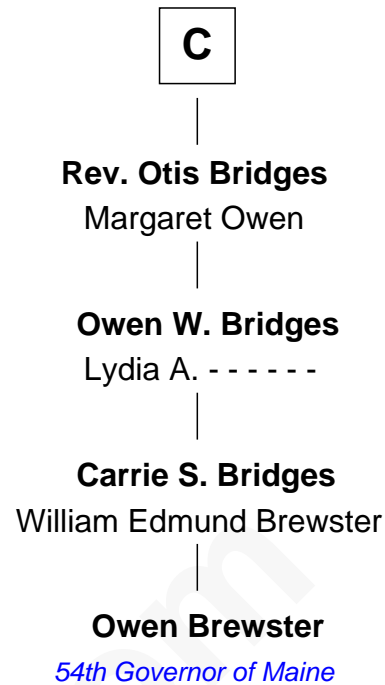 C
Rev. Otis Bridges
Margaret Owen
Owen W. Bridges
Lydia A. - - - - - -
Carrie S. Bridges
William Edmund Brewster
Owen Brewster
54th Governor of Maine